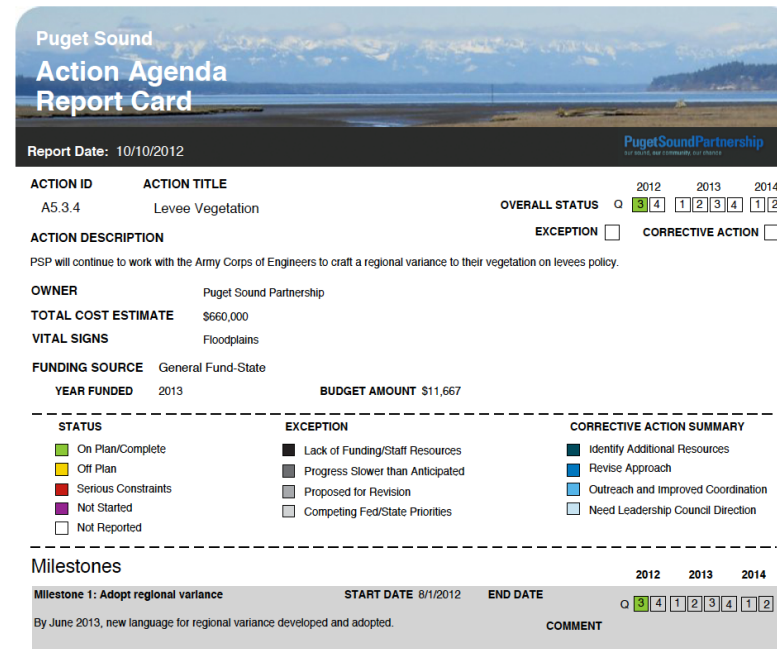 Puget Sound
Action Agenda
Report Card
Report Date: 10/10/2012
PugetSoundPartnership
our sound, our community, our chance
ACTION ID ACTION TITLE
2012 2013 2014
A5.3.4 Levee Vegetation
OVERALL STATUS Q 3 4 1 2 3 4 1 2
EXCEPTION CORRECTIVE ACTION
ACTION DESCRIPTION
PSP will continue to work with the Army Corps of Engineers to craft a regional variance to their vegetation on levees policy.
OWNER Puget Sound Partnership
TOTAL COST ESTIMATE $660,000
VITAL SIGNS Floodplains
FUNDING SOURCE General Fund-State
YEAR FUNDED 2013 BUDGET AMOUNT $11,667
STATUS EXCEPTION CORRECTIVE ACTION SUMMARY
On Plan/Complete Lack of Funding/Staff Resources Identify Additional Resources
Off Plan Progress Slower than Anticipated Revise Approach
Serious Constraints Proposed for Revision Outreach and Improved Coordination
Not Started Competing Fed/State Priorities Need Leadership Council Direction
Not Reported
Milestones
2012 2013 2014
Milestone 1: Adopt regional variance START DATE 8/1/2012 END DATE
Q 3 4 1 2 3 4 1 2
By June 2013, new language for regional variance developed and adopted.
COMMENT